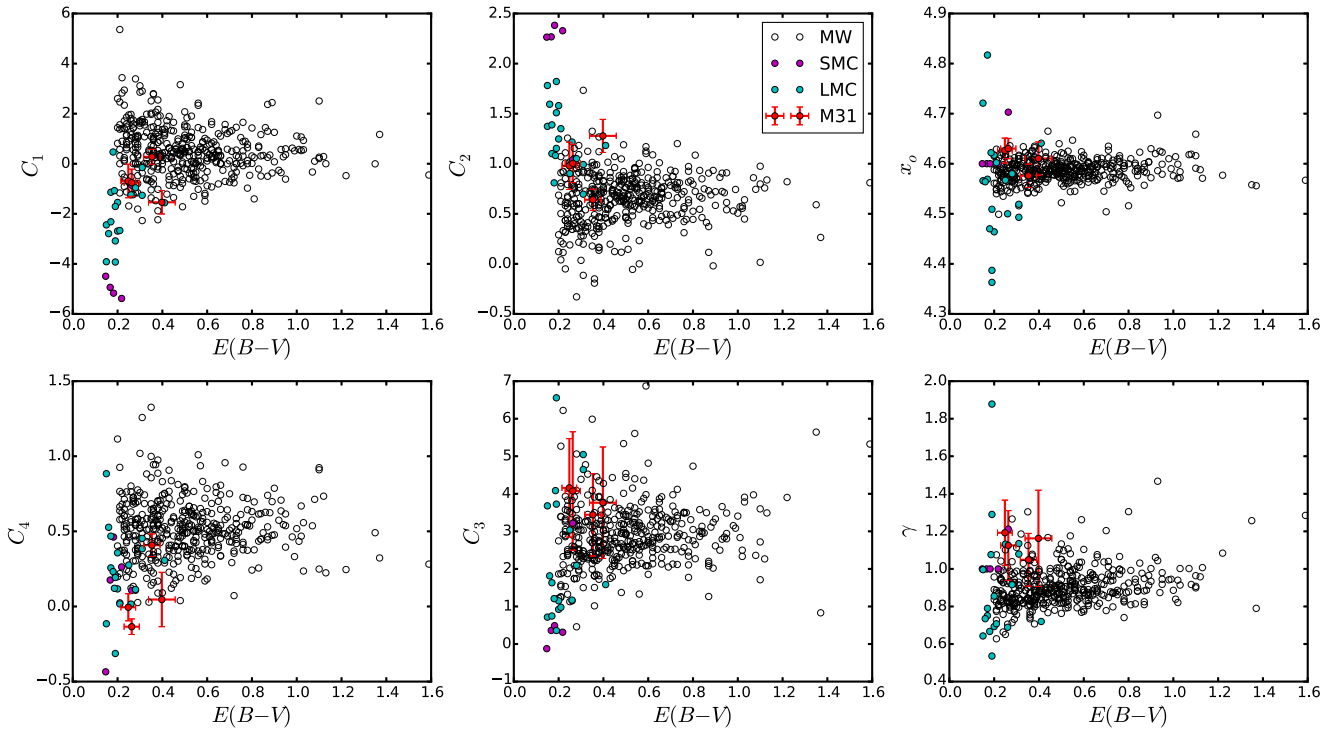 6
4
2
0
−2
−4
−6
C₁
0.0 0.2 0.4 0.6 0.8 1.0 1.2 1.4 1.6
E(B−V)
2.5
2.0
1.5
1.0
0.5
0.0
−0.5
C₂
MW
SMC
LMC
M31
0.0 0.2 0.4 0.6 0.8 1.0 1.2 1.4 1.6
E(B−V)
4.9
4.8
4.7
4.6
4.5
4.4
4.3
xₒ
0.0 0.2 0.4 0.6 0.8 1.0 1.2 1.4 1.6
E(B−V)
1.5
1.0
0.5
0.0
−0.5
C₄
0.0 0.2 0.4 0.6 0.8 1.0 1.2 1.4 1.6
E(B−V)
7
6
5
4
3
2
1
0
−1
C₃
0.0 0.2 0.4 0.6 0.8 1.0 1.2 1.4 1.6
E(B−V)
2.0
1.8
1.6
1.4
1.2
1.0
0.8
0.6
0.4
γ
0.0 0.2 0.4 0.6 0.8 1.0 1.2 1.4 1.6
E(B−V)